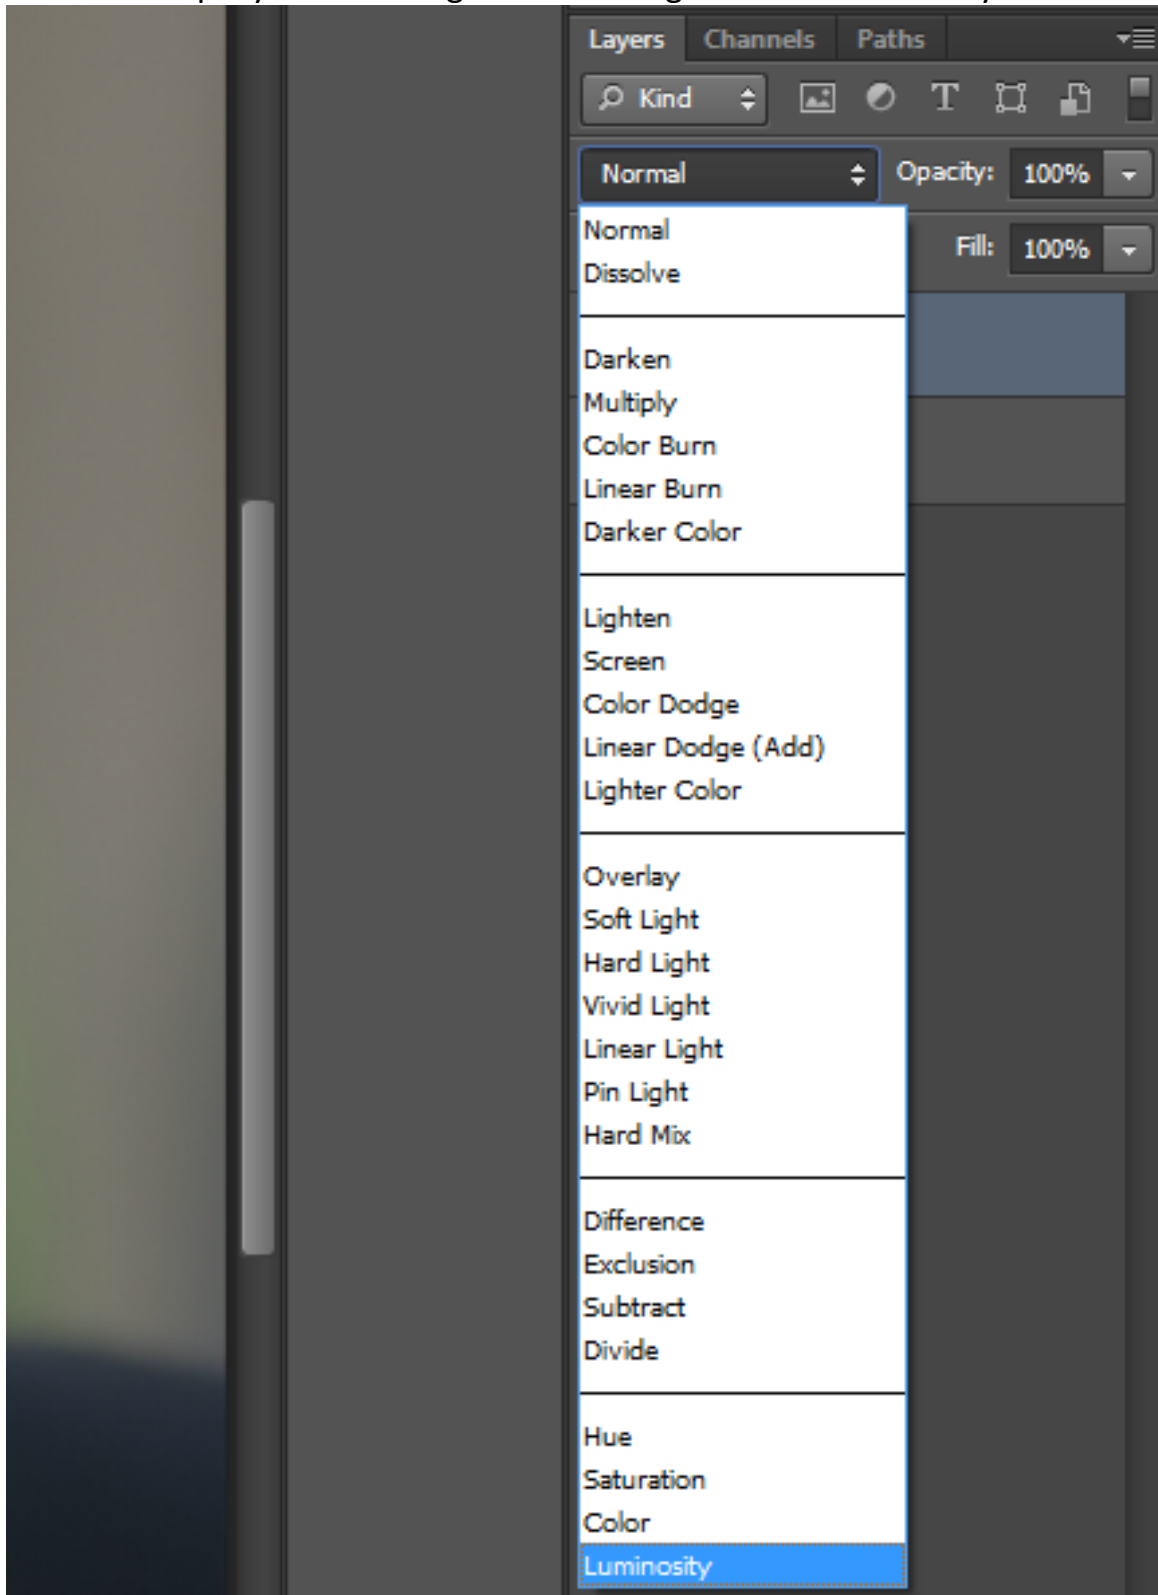 Layers Channels Paths
Kind T
Normal Opacity: 100%
Fill: 100%
Normal
Dissolve
Darken
Multiply
Color Burn
Linear Burn
Darker Color
Lighten
Screen
Color Dodge
Linear Dodge (Add)
Lighter Color
Overlay
Soft Light
Hard Light
Vivid Light
Linear Light
Pin Light
Hard Mix
Difference
Exclusion
Subtract
Divide
Hue
Saturation
Color
Luminosity